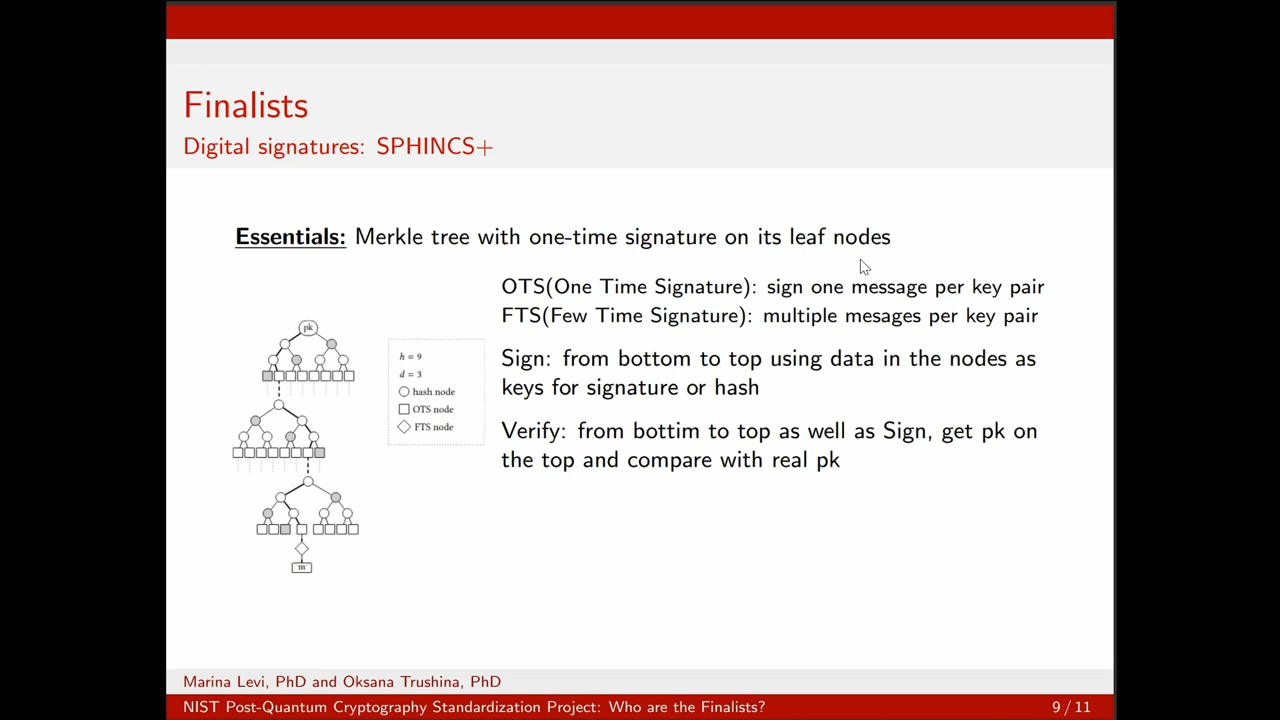 Finalists
Digital signatures: SPHINCS+
Essentials: Merkle tree with one-time signature on its leaf nodes
OTS(One Time Signature): sign one message per key pair
FTS(Few Time Signature): multiple mesages per key pair
Sign: from bottom to top using data in the nodes as
keys for signature or hash
Verify: from bottim to top as well as Sign, get pk on
the top and compare with real pk
pk
h = 9
d = 3
hash node
OTS node
FTS node
m
Marina Levi, PhD and Oksana Trushina, PhD
NIST Post-Quantum Cryptography Standardization Project: Who are the Finalists?
9 / 11